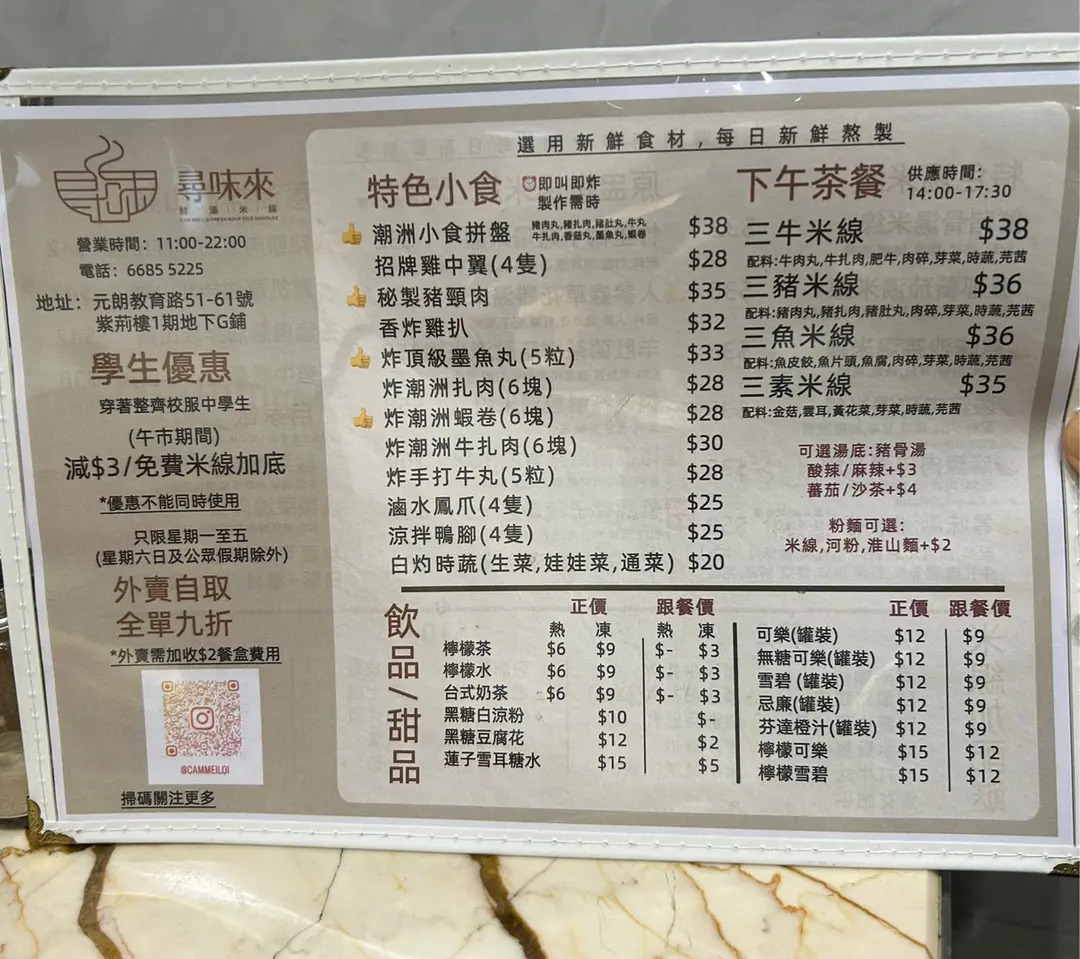 尋味來
鮮湯米線
營業時間：11:00-22:00
電話：6685 5225
地址：元朗教育路51-61號
紫荊樓1期地下G鋪
學生優惠
穿著整齊校服中學生
(午市期間)
減$3/免費米線加底
*優惠不能同時使用
只限星期一至五
(星期六日及公眾假期除外)
外賣自取
全單九折
*外賣需加收$2餐盒費用
@CAMMEILOI
掃碼關注更多
選用新鮮食材,每日新鮮熬製
特色小食 即叫即炸
製作需時
潮洲小食拼盤 豬肉丸,豬扎肉,豬肚丸,牛丸 $38
牛扎肉,香菇丸,墨魚丸,蝦卷
招牌雞中翼(4隻) $28
秘製豬頸肉 $35
香炸雞扒 $32
炸頂級墨魚丸(5粒) $33
炸潮洲扎肉(6塊) $28
炸潮洲蝦卷(6塊) $28
炸潮洲牛扎肉(6塊) $30
炸手打牛丸(5粒) $28
滷水鳳爪(4隻) $25
涼拌鴨腳(4隻) $25
白灼時蔬(生菜,娃娃菜,通菜) $20
下午茶餐 供應時間：
14:00-17:30
三牛米線 $38
配料:牛肉丸,牛扎肉,肥牛,肉碎,芽菜,時蔬,芫茜
三豬米線 $36
配料:豬肉丸,豬扎肉,豬肚丸,肉碎,芽菜,時蔬,芫茜
三魚米線 $36
配料:魚皮餃,魚片頭,魚腐,肉碎,芽菜,時蔬,芫茜
三素米線 $35
配料:金菇,雲耳,黃花菜,芽菜,時蔬,芫茜
可選湯底：豬骨湯
酸辣/麻辣+$3
蕃茄/沙茶+$4
粉麵可選：
米線,河粉,淮山麵+$2
飲品/甜品
正價 跟餐價
熱 凍 熱 凍
檸檬茶 $6 $9 $- $3
檸檬水 $6 $9 $- $3
台式奶茶 $6 $9 $- $3
黑糖白涼粉 $10 $-
黑糖豆腐花 $12 $2
蓮子雪耳糖水 $15 $5
正價 跟餐價
可樂(罐裝) $12 $9
無糖可樂(罐裝) $12 $9
雪碧 (罐裝) $12 $9
忌廉(罐裝) $12 $9
芬達橙汁(罐裝) $12 $9
檸檬可樂 $15 $12
檸檬雪碧 $15 $12